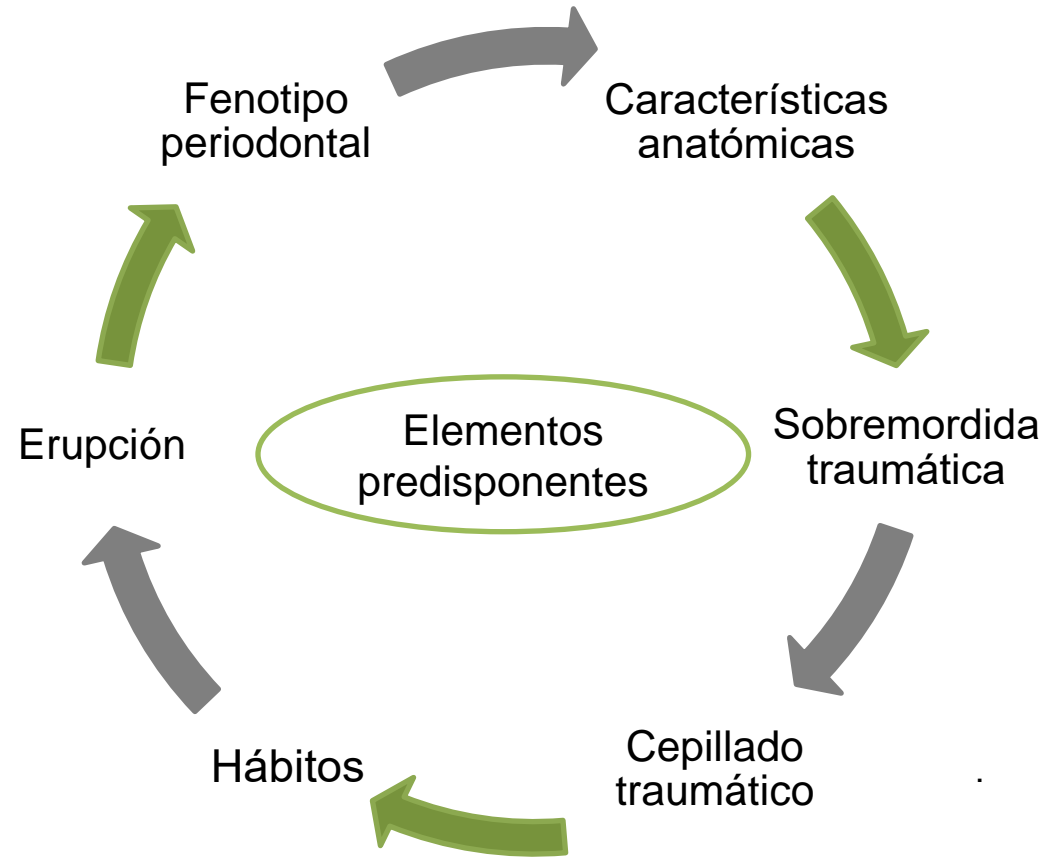 Fenotipo
periodontal
Características
anatómicas
Sobremordida
traumática
Cepillado
traumático
.
Hábitos
Erupción
Elementos
predisponentes